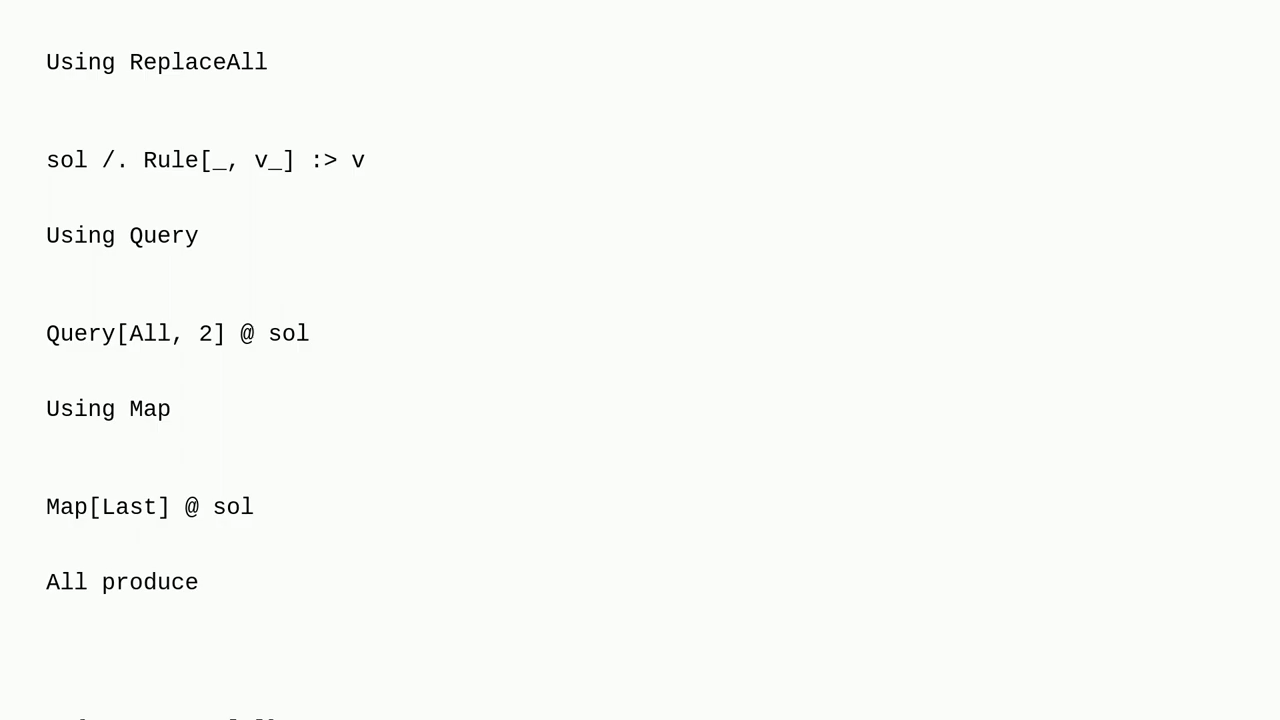 Using ReplaceAll
sol /. Rule[_, v_] :> v
Using Query
Query[All, 2] @ sol
Using Map
Map[Last] @ sol
All produce